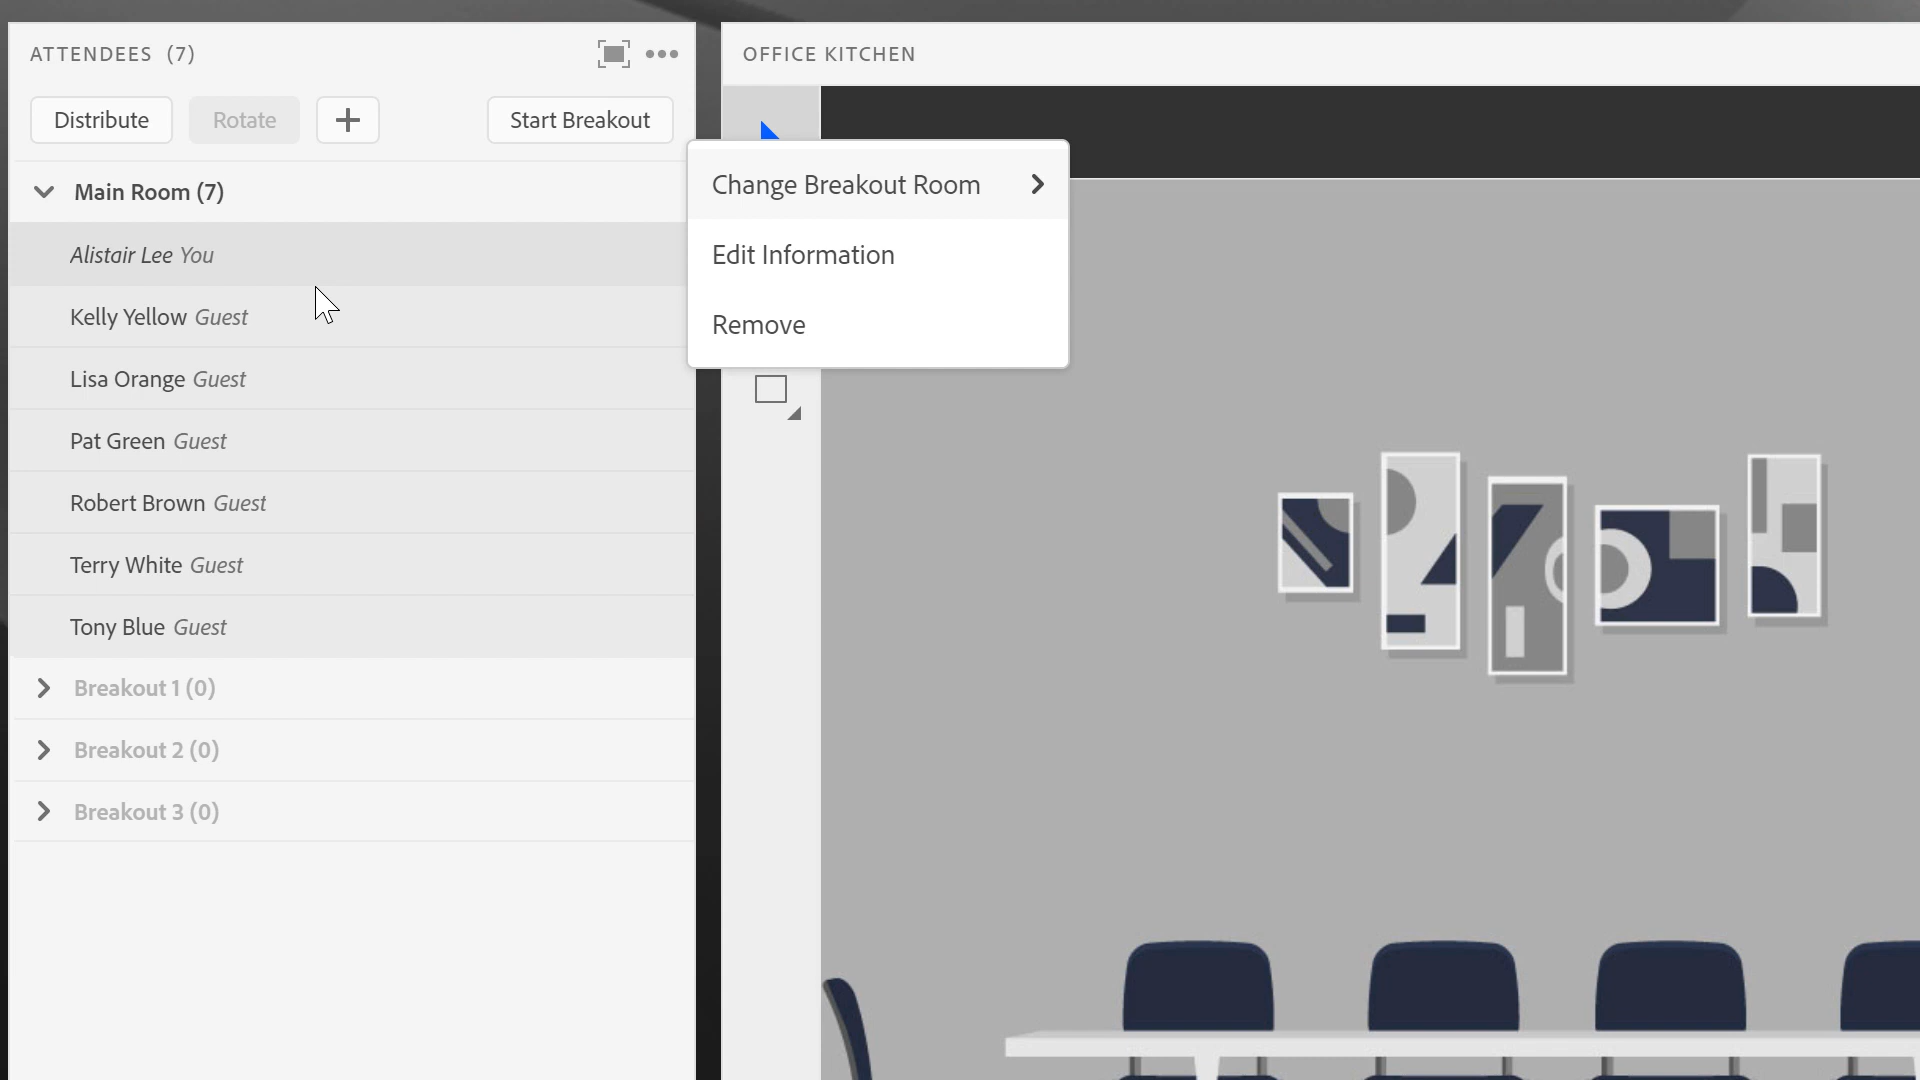 ATTENDEES (7)
Distribute
Rotate
Start Breakout
Main Room (7)
Alistair Lee You
Kelly Yellow Guest
Lisa Orange Guest
Pat Green Guest
Robert Brown Guest
Terry White Guest
Tony Blue Guest
Breakout 1 (0)
Breakout 2 (0)
Breakout 3 (0)
OFFICE KITCHEN
Change Breakout Room
Edit Information
Remove